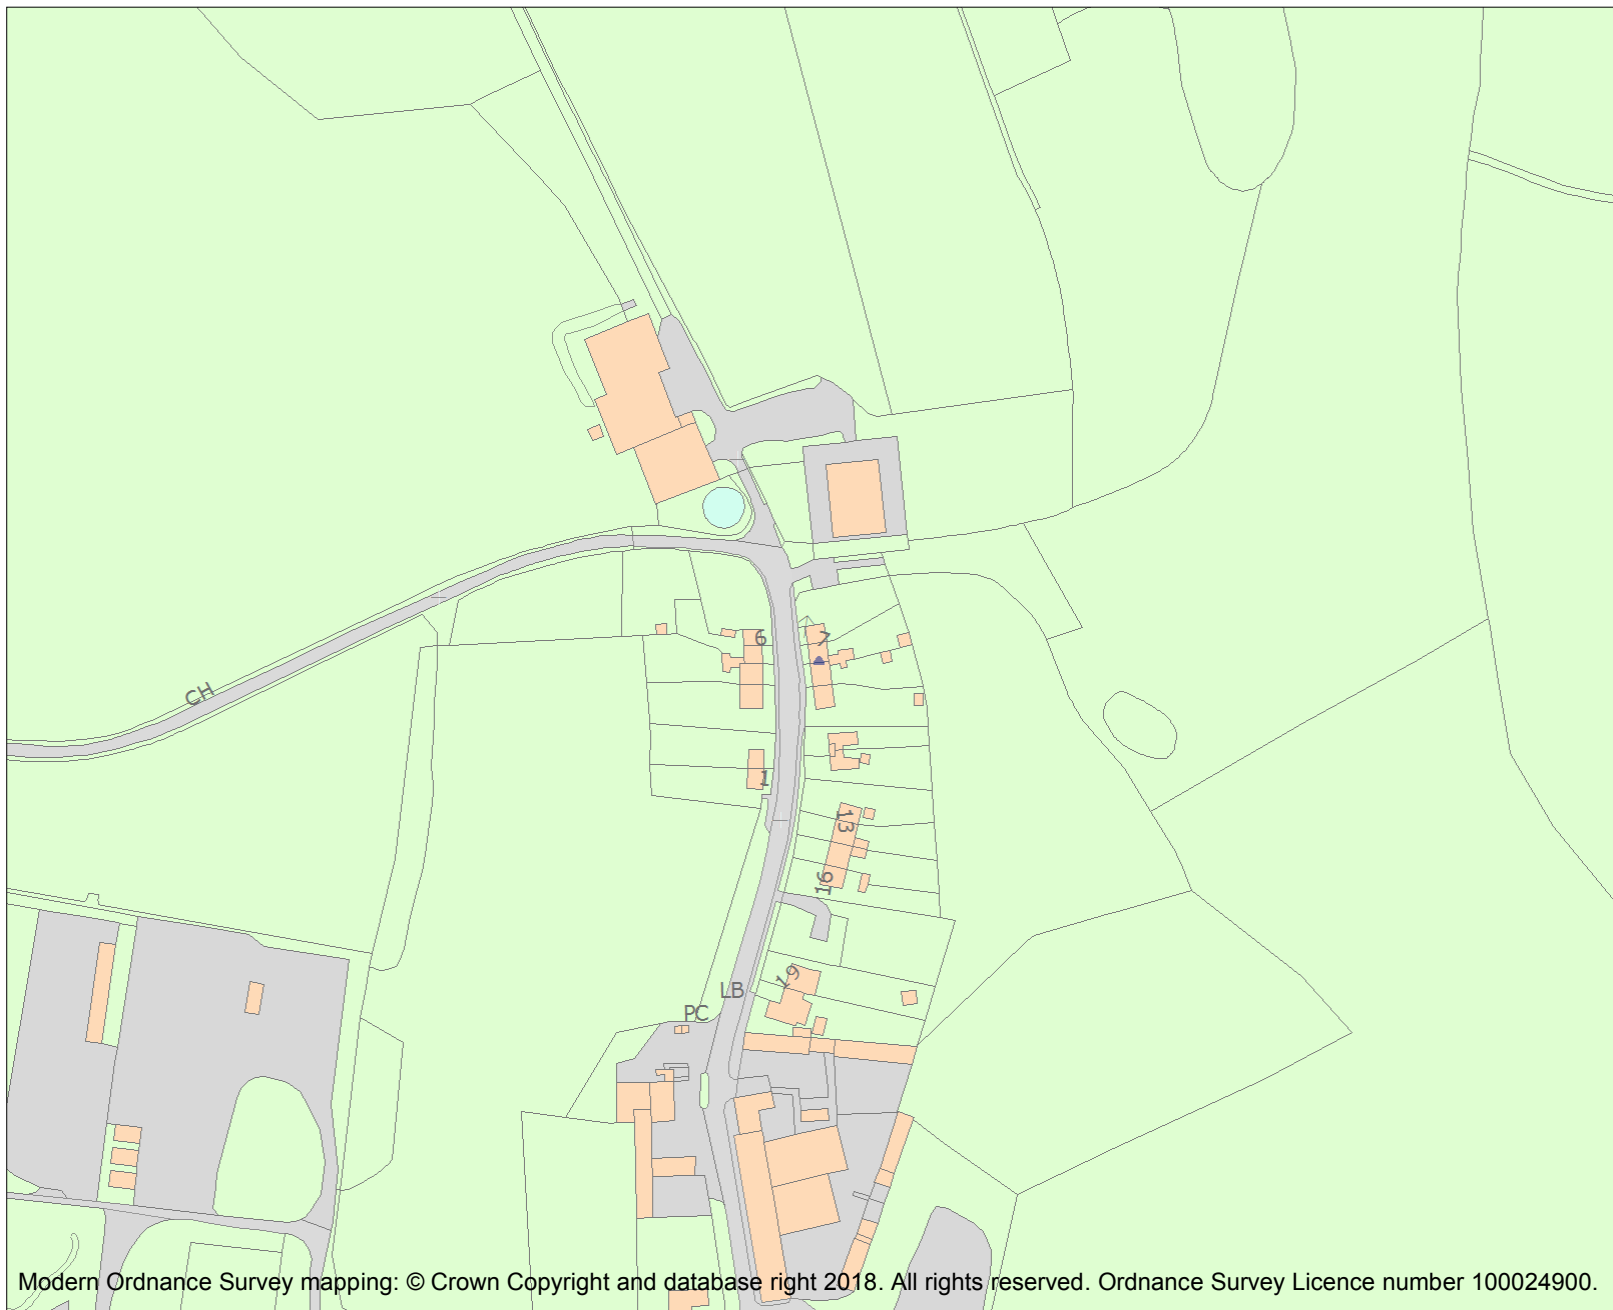 6
7
CH
1
13
16
19
LB
PC
Modern Ordnance Survey mapping: © Crown Copyright and database right 2018. All rights reserved. Ordnance Survey Licence number 100024900.